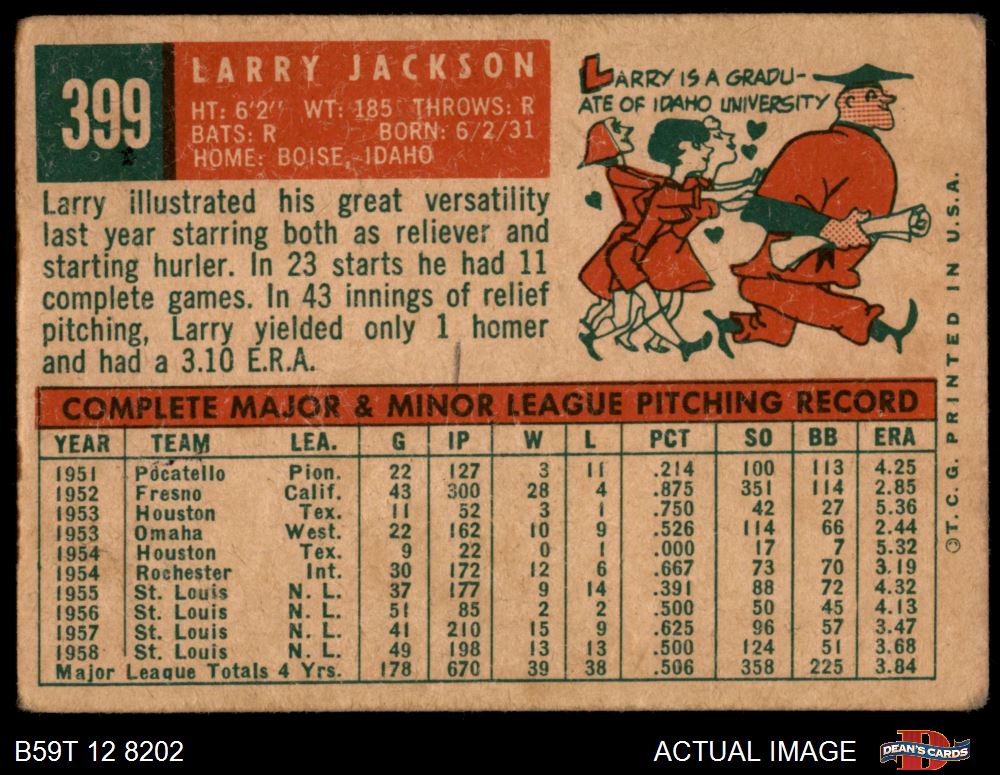 399
LARRY JACKSON
HT: 6'2" WT: 185 THROWS: R
BATS: R BORN: 6/2/31
HOME: BOISE, IDAHO
LARRY IS A GRADU-
ATE OF IDAHO UNIVERSITY
Larry illustrated his great versatility
last year starring both as reliever and
starting hurler. In 23 starts he had 11
complete games. In 43 innings of relief
pitching, Larry yielded only 1 homer
and had a 3.10 E.R.A.
COMPLETE MAJOR & MINOR LEAGUE PITCHING RECORD
YEAR TEAM LEA. G IP W L PCT SO BB ERA
1951 Pocatello Pion. 22 127 3 11 .214 100 113 4.25
1952 Fresno Calif. 43 300 28 4 .875 351 114 2.85
1953 Houston Tex. 11 52 3 1 .750 42 27 5.36
1953 Omaha West. 22 162 10 9 .526 114 66 2.44
1954 Houston Tex. 9 22 0 1 .000 17 7 5.32
1954 Rochester Int. 30 172 12 6 .667 73 70 3.19
1955 St. Louis N. L. 37 177 9 14 .391 88 72 4.32
1956 St. Louis N. L. 51 85 2 2 .500 50 45 4.13
1957 St. Louis N. L. 41 210 15 9 .625 96 57 3.47
1958 St. Louis N. L. 49 198 13 13 .500 124 51 3.68
Major League Totals 4 Yrs. 178 670 39 38 .506 358 225 3.84
©T.C.G. PRINTED IN U.S.A.
B59T 12 8202
ACTUAL IMAGE
D
DEAN'S CARDS